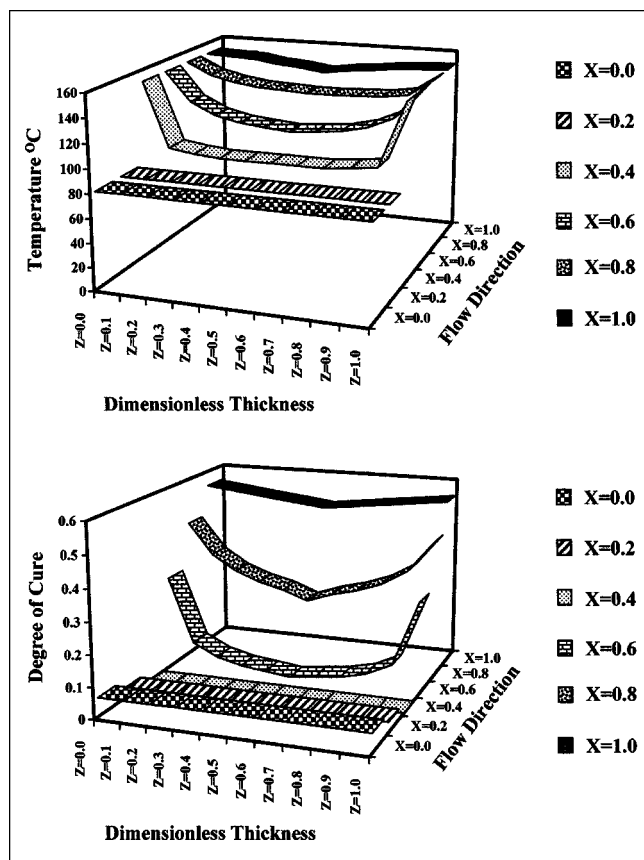 160
140
120
100
80
60
40
20
0
Temperature ᴼC
Z=0.0
Z=0.1
Z=0.2
Z=0.3
Z=0.4
Z=0.5
Z=0.6
Z=0.7
Z=0.8
Z=0.9
Z=1.0
Dimensionless Thickness
X=1.0
X=0.8
X=0.6
X=0.4
X=0.2
X=0.0
Flow Direction
X=0.0
X=0.2
X=0.4
X=0.6
X=0.8
X=1.0
0.6
0.5
0.4
0.3
0.2
0.1
0
Degree of Cure
Z=0.0
Z=0.1
Z=0.2
Z=0.3
Z=0.4
Z=0.5
Z=0.6
Z=0.7
Z=0.8
Z=0.9
Z=1.0
Dimensionless Thickness
X=1.0
X=0.8
X=0.6
X=0.4
X=0.2
X=0.0
Flow Direction
X=0.0
X=0.2
X=0.4
X=0.6
X=0.8
X=1.0